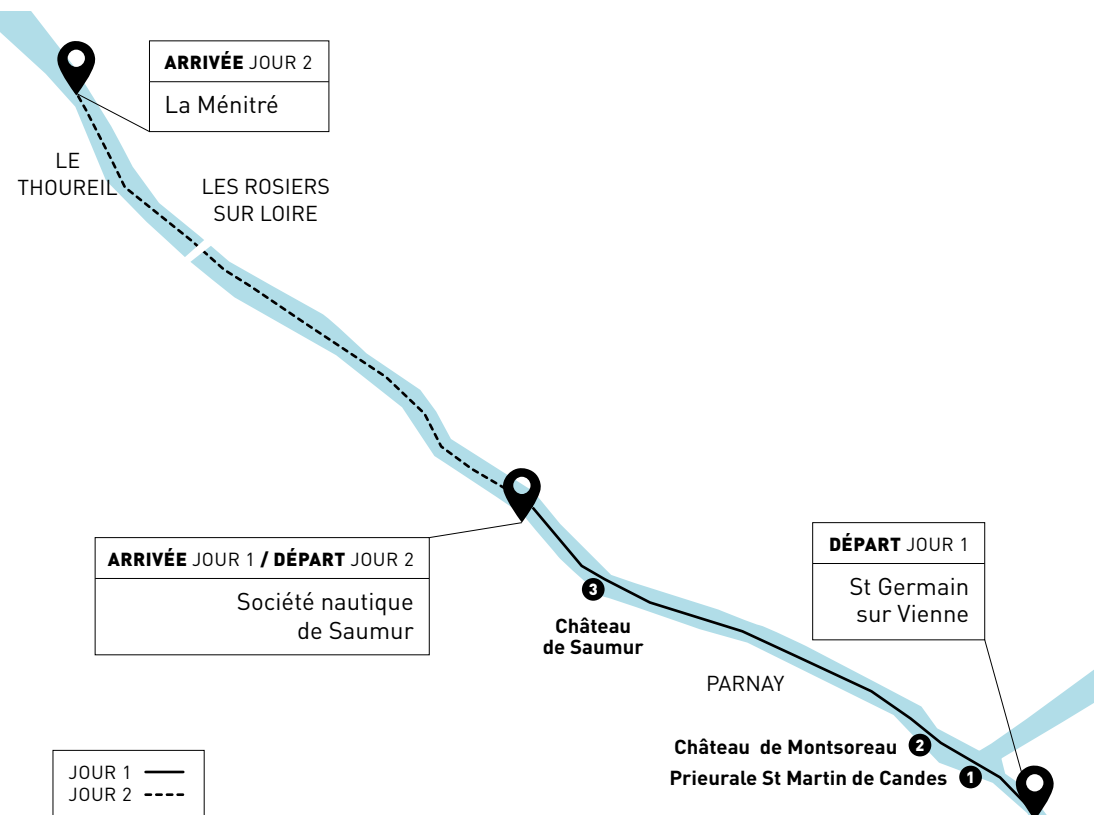 ARRIVÉE JOUR 2
La Ménitré
LE
THOUREIL
LES ROSIERS
SUR LOIRE
ARRIVÉE JOUR 1 / DÉPART JOUR 2
Société nautique
de Saumur
3
Château
de Saumur
DÉPART JOUR 1
St Germain
sur Vienne
PARNAY
Château de Montsoreau 2
Prieurale St Martin de Candes 1
JOUR 1
JOUR 2